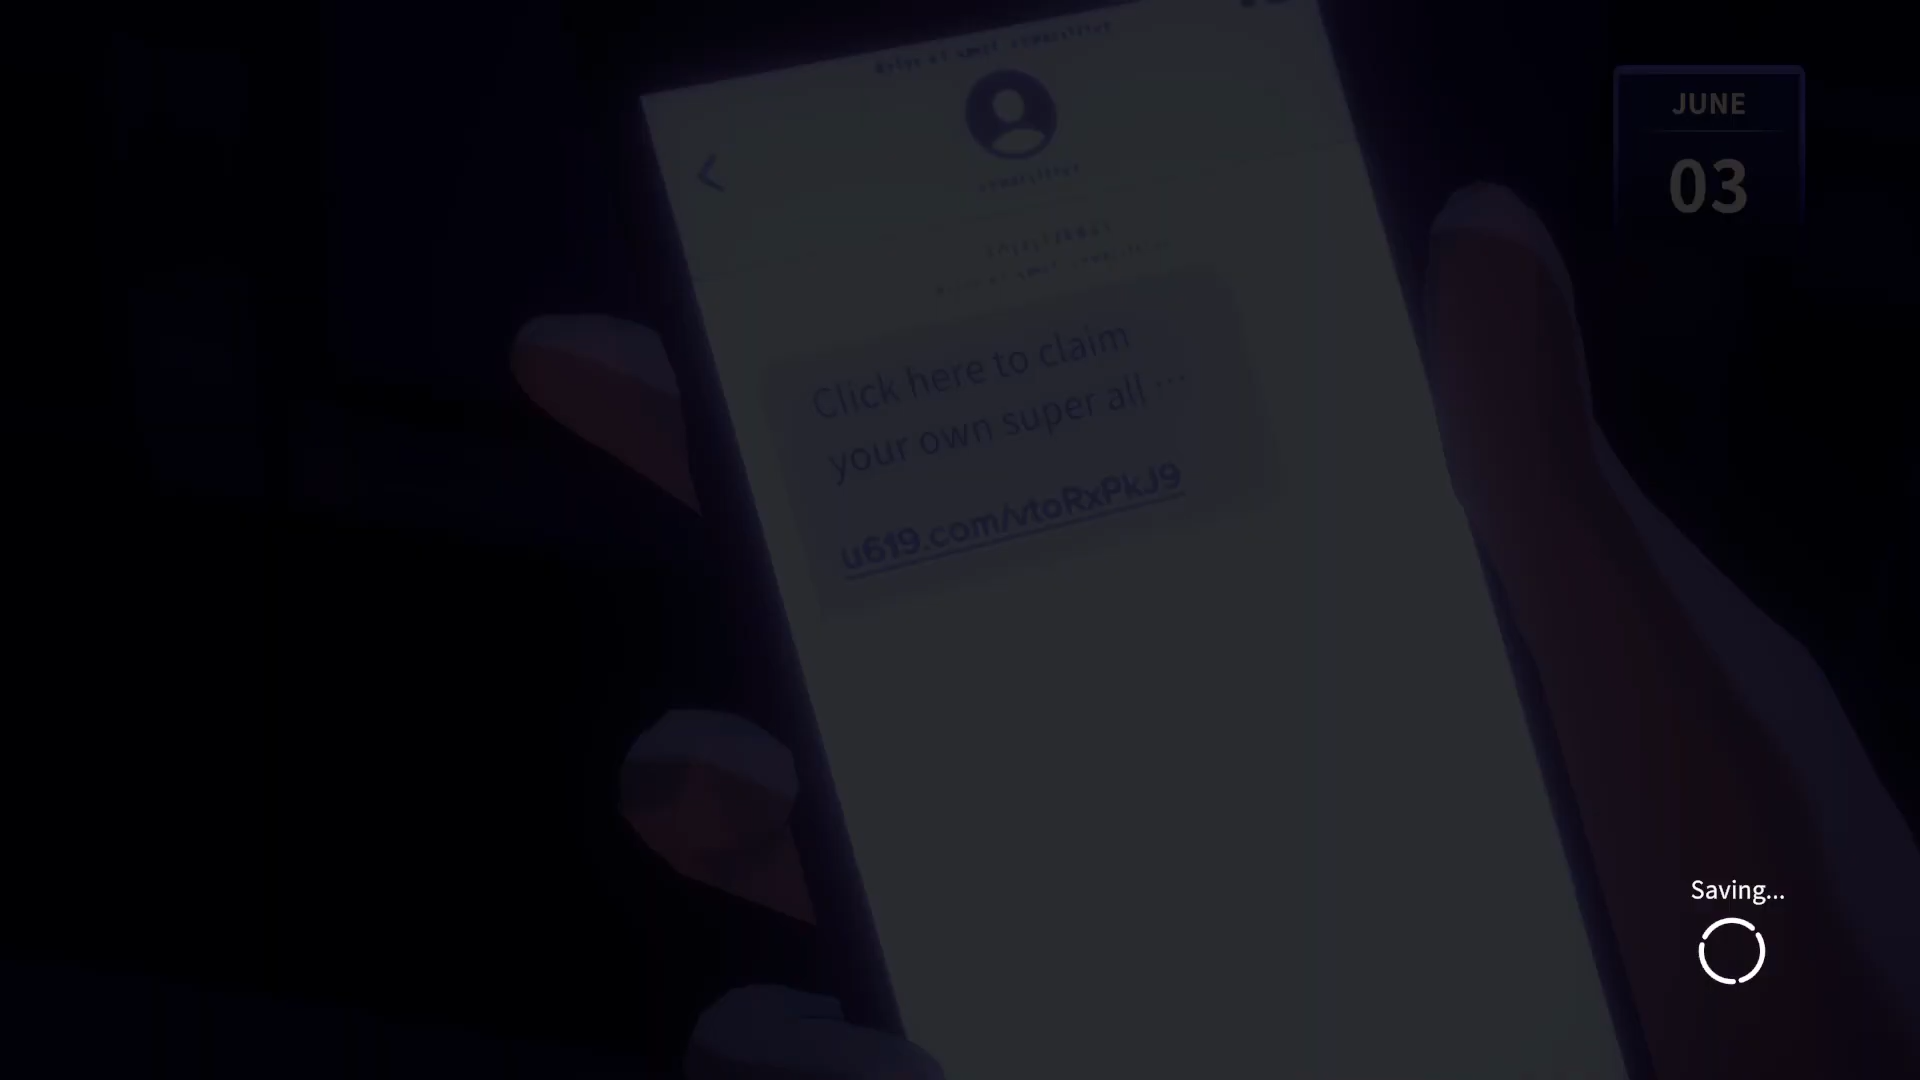 JUNE
03
Click here to claim
your own super all ...
u619.com/vtoRxPkJ9
Saving...